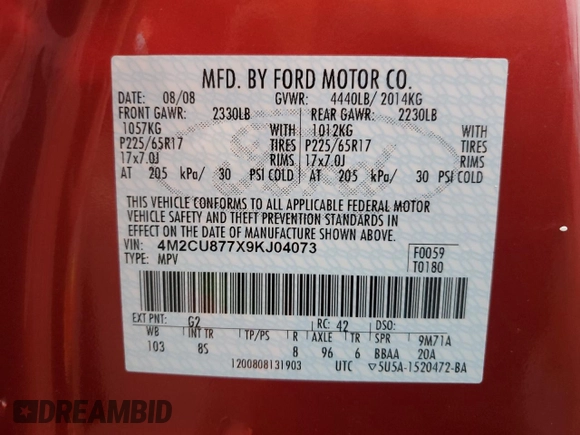 MFD. BY FORD MOTOR CO.
DATE: 08/08 GVWR: 4440LB/ 2014KG
FRONT GAWR: 2330LB REAR GAWR: 2230LB
1057KG WITH 1012KG WITH
P225/65R17 TIRES P225/65R17 TIRES
17x7.0J RIMS 17x7.0J RIMS
AT 205 kPa/ 30 PSI COLD AT 205 kPa/ 30 PSI COLD
THIS VEHICLE CONFORMS TO ALL APPLICABLE FEDERAL MOTOR
VEHICLE SAFETY AND THEFT PREVENTION STANDARDS IN
EFFECT ON THE DATE OF MANUFACTURE SHOWN ABOVE.
VIN: 4M2CU877X9KJ04073 F0059
TYPE: MPV T0180
EXT PNT: G2 RC: 42 DSO:
WB INT TR TP/PS R AXLE TR SPR 9M71A
103 8S 8 96 6 BBAA 20A
1200808131903 UTC 5U5A-1520472-BA
Ford
DREAMBID